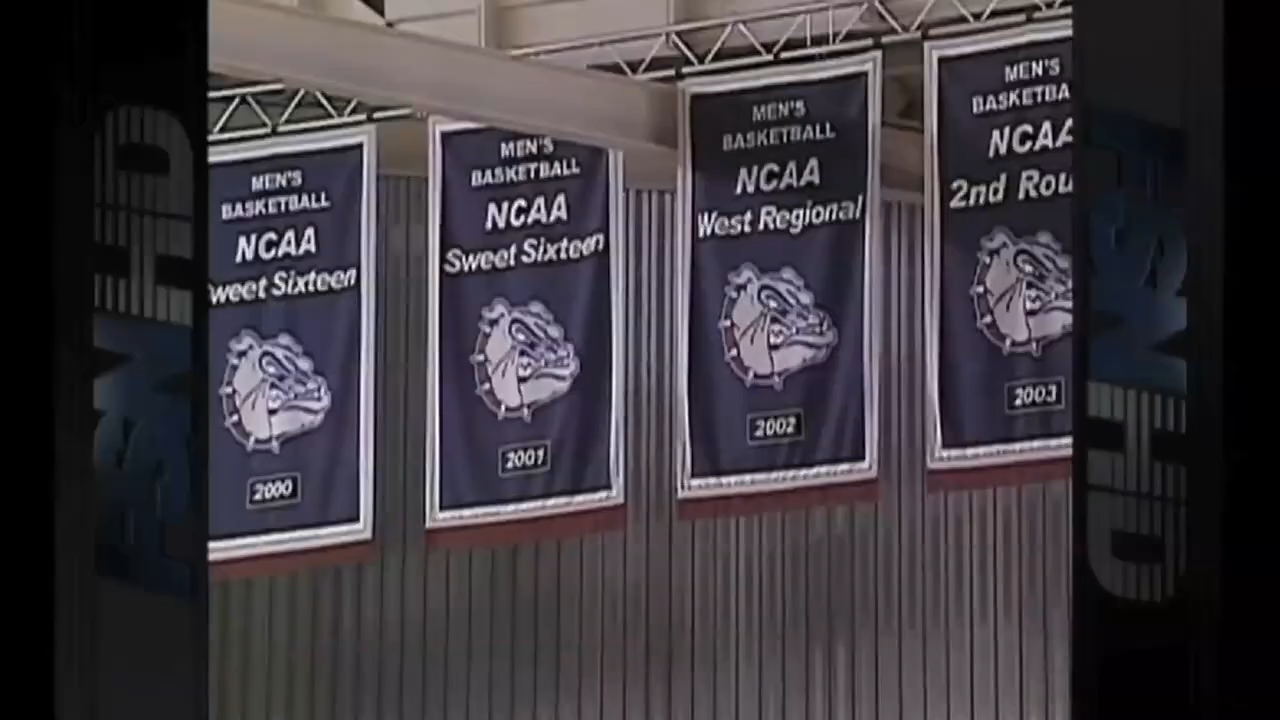 MEN'S
BASKETBALL
NCAA
weet Sixteen
2000
MEN'S
BASKETBALL
NCAA
Sweet Sixteen
2001
MEN'S
BASKETBALL
NCAA
West Regional
2002
MEN'S
BASKETBA
NCAA
2nd Rou
2003